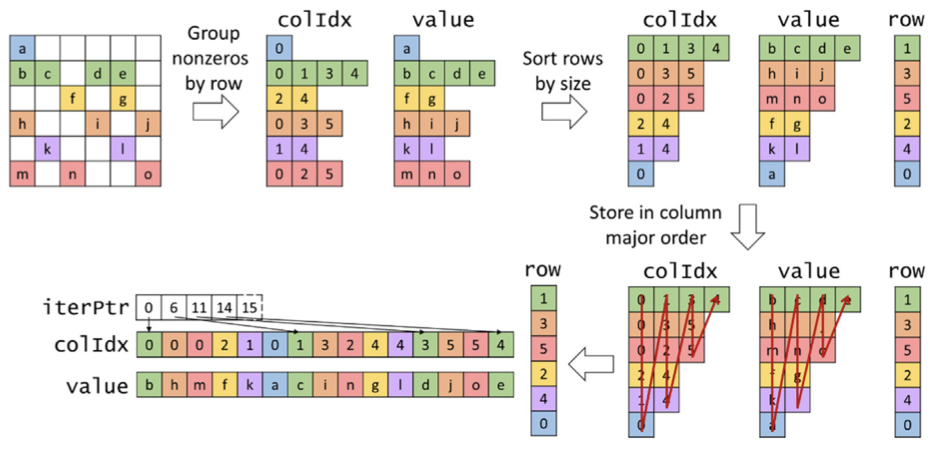 colIdx value colIdx value row
a
b c d e
f g
h i j
k l
m n o
Group
nonzeros
by row
0
0 1 3 4
2 4
0 3 5
1 4
0 2 5
a
b c d e
f g
h i j
k l
m n o
Sort rows
by size
0 1 3 4
0 3 5
0 2 5
2 4
1 4
0
b c d e
h i j
m n o
f g
k l
a
1
3
5
2
4
0
Store in column
major order
row colIdx value row
0 1 3 4
0 3 5
0 2 5
2 4
1 4
0
b c d e
h j
m n o
f g
k
a
1
3
5
2
4
0
1
3
5
2
4
0
iterPtr 0 6 11 14 15
colIdx 0 0 0 2 1 0 1 3 2 4 4 3 5 5 4
value b h m f k a c i n g l d j o e